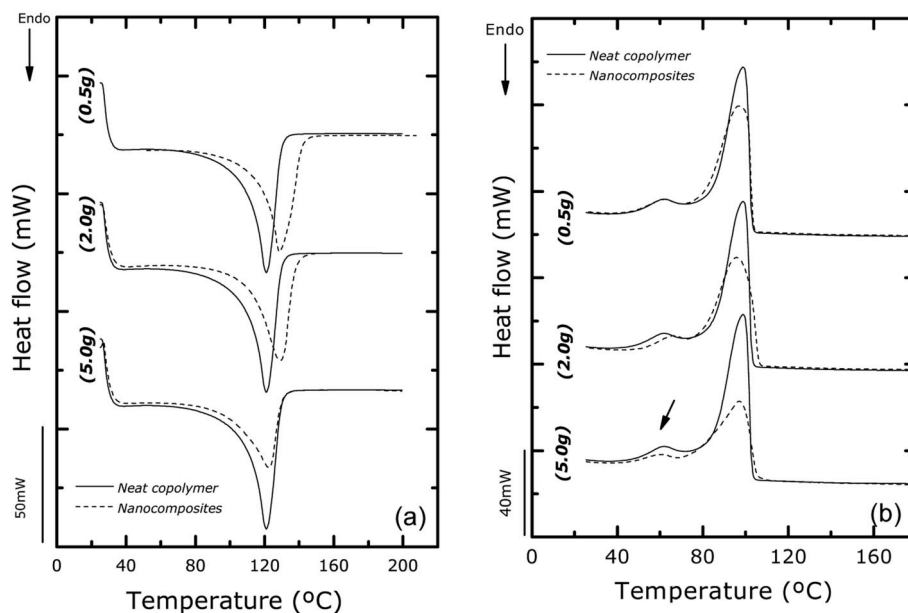 Endo
(0.5g)
(2.0g)
(5.0g)
Heat flow (mW)
50mW
Neat copolymer
Nanocomposites
(a)
0 40 80 120 160 200
Temperature (ºC)
Endo
Neat copolymer
Nanocomposites
(0.5g)
(2.0g)
(5.0g)
Heat flow (mW)
40mW
(b)
0 40 80 120 160
Temperature (ºC)